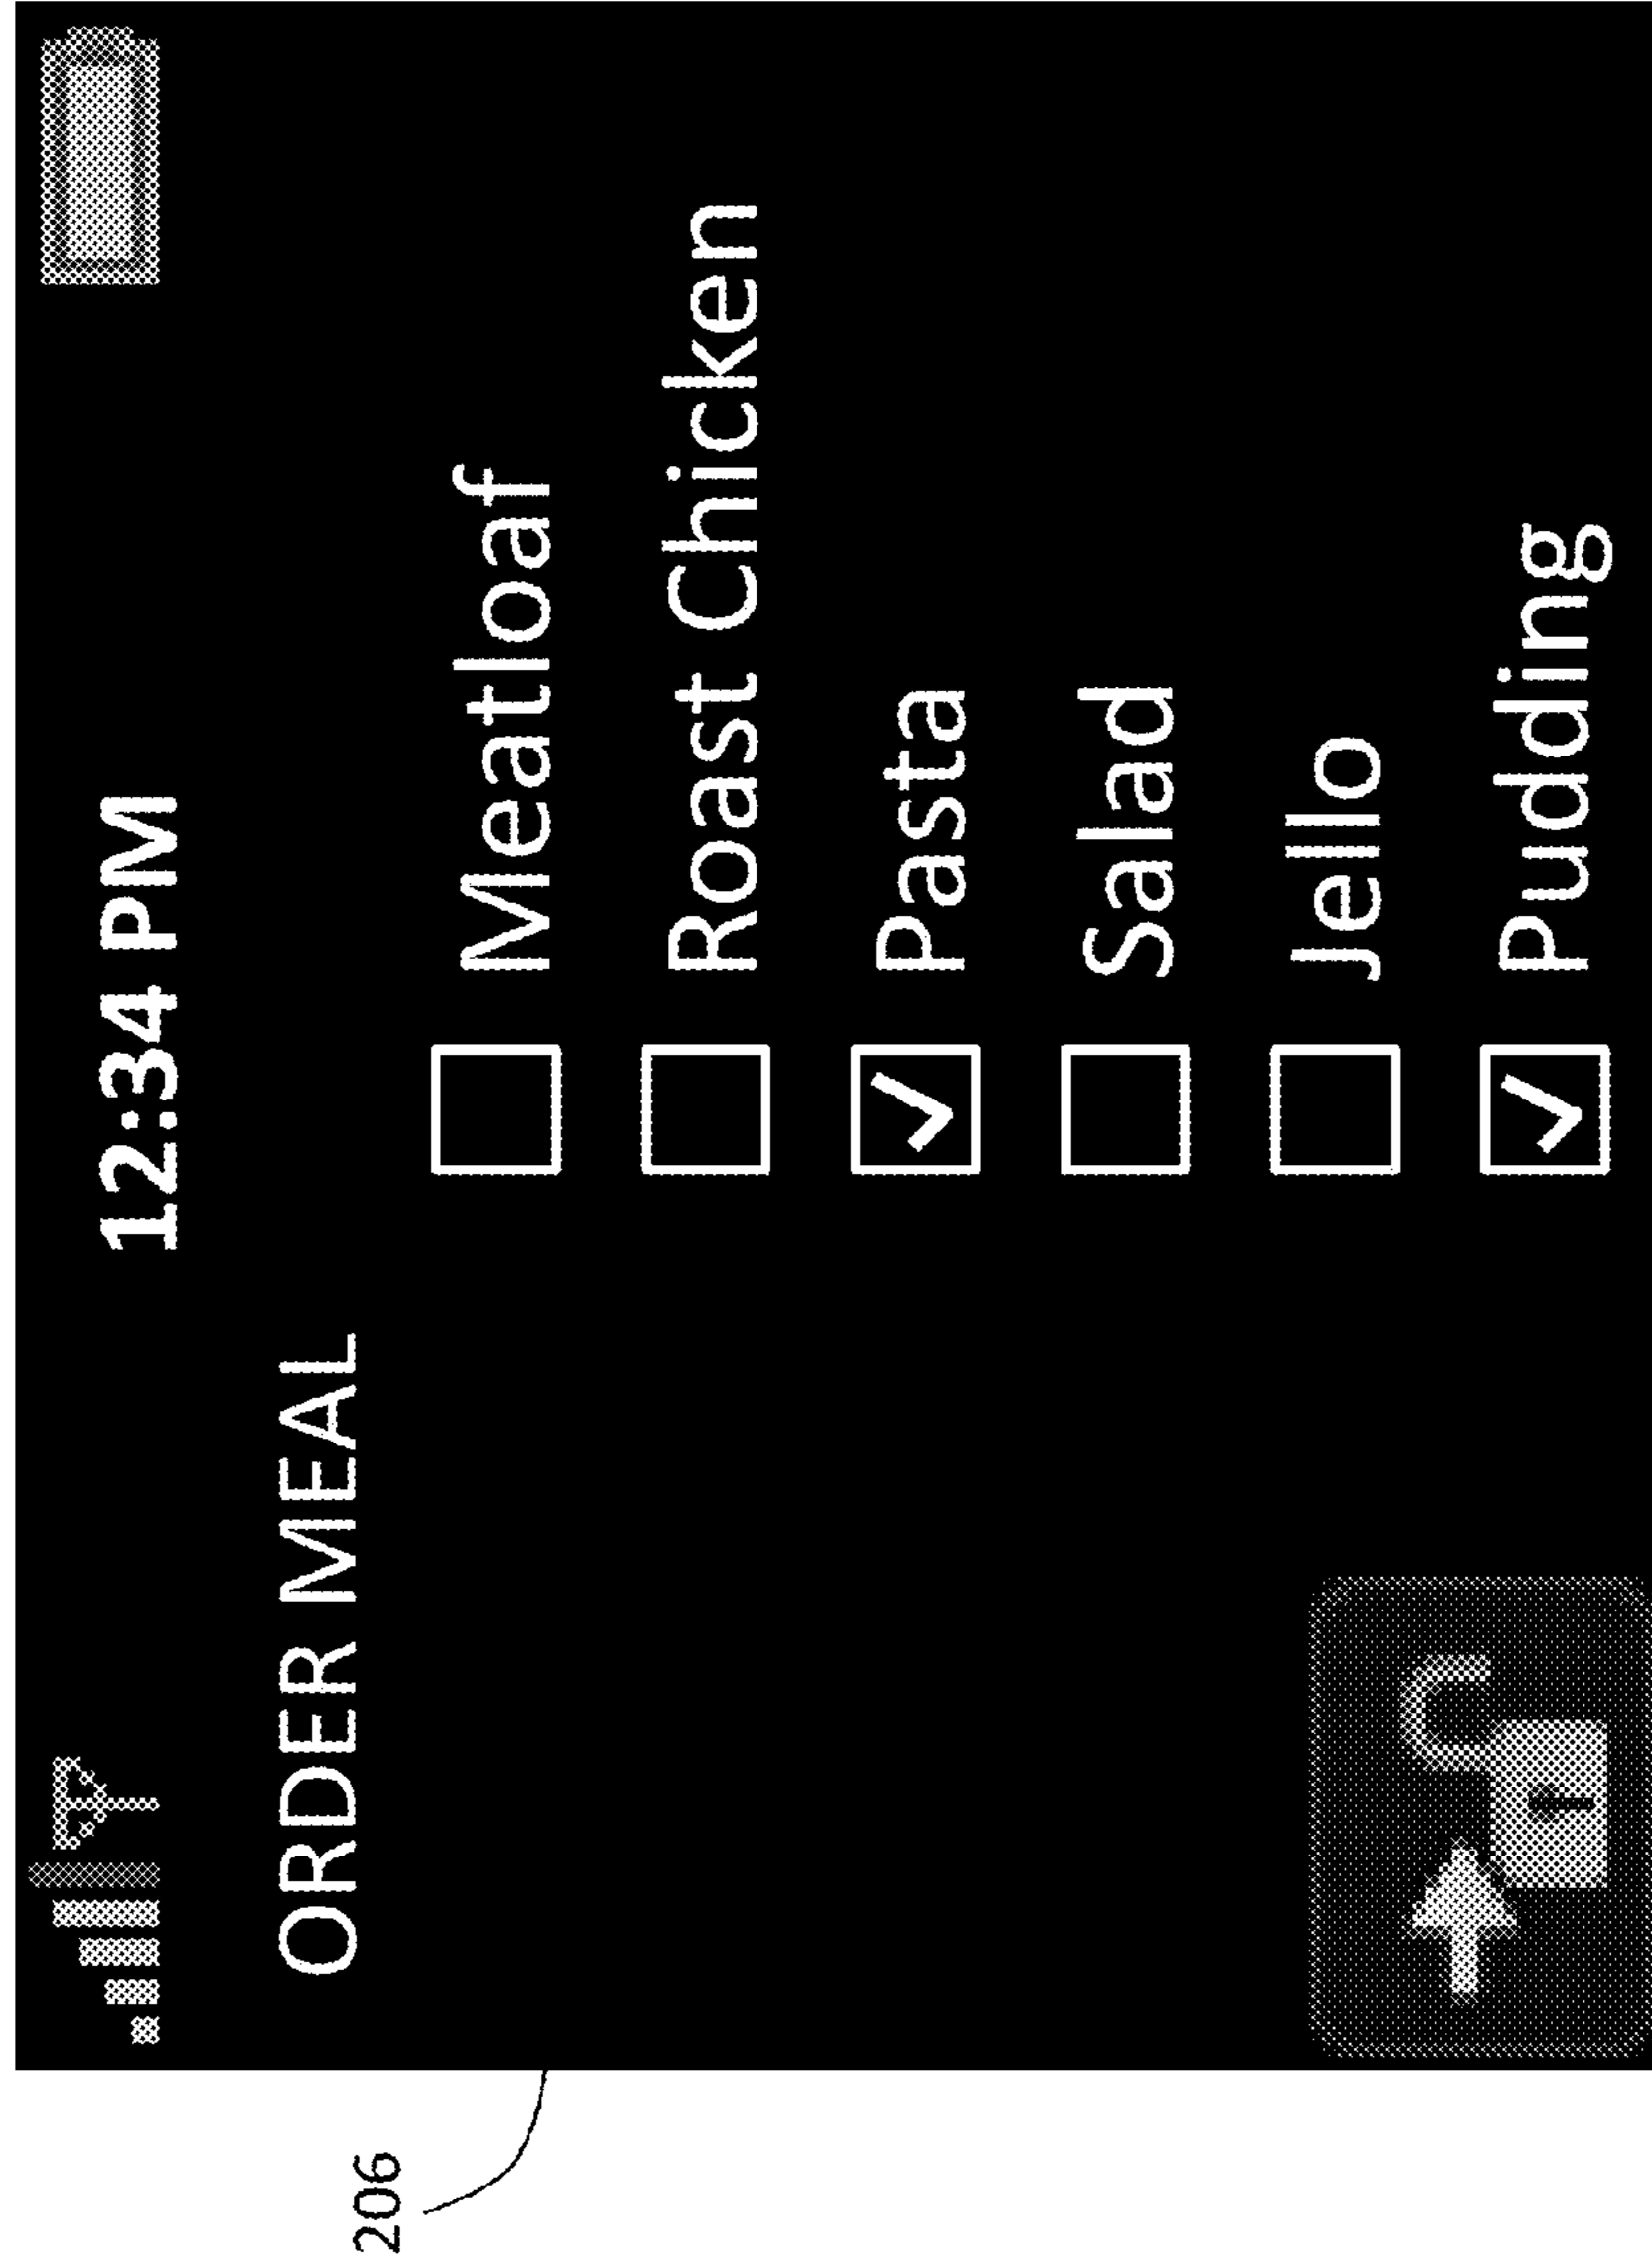 12:34 PM
ORDER MEAL
Meatloaf
Roast Chicken
Pasta
Salad
Jello
Pudding
206